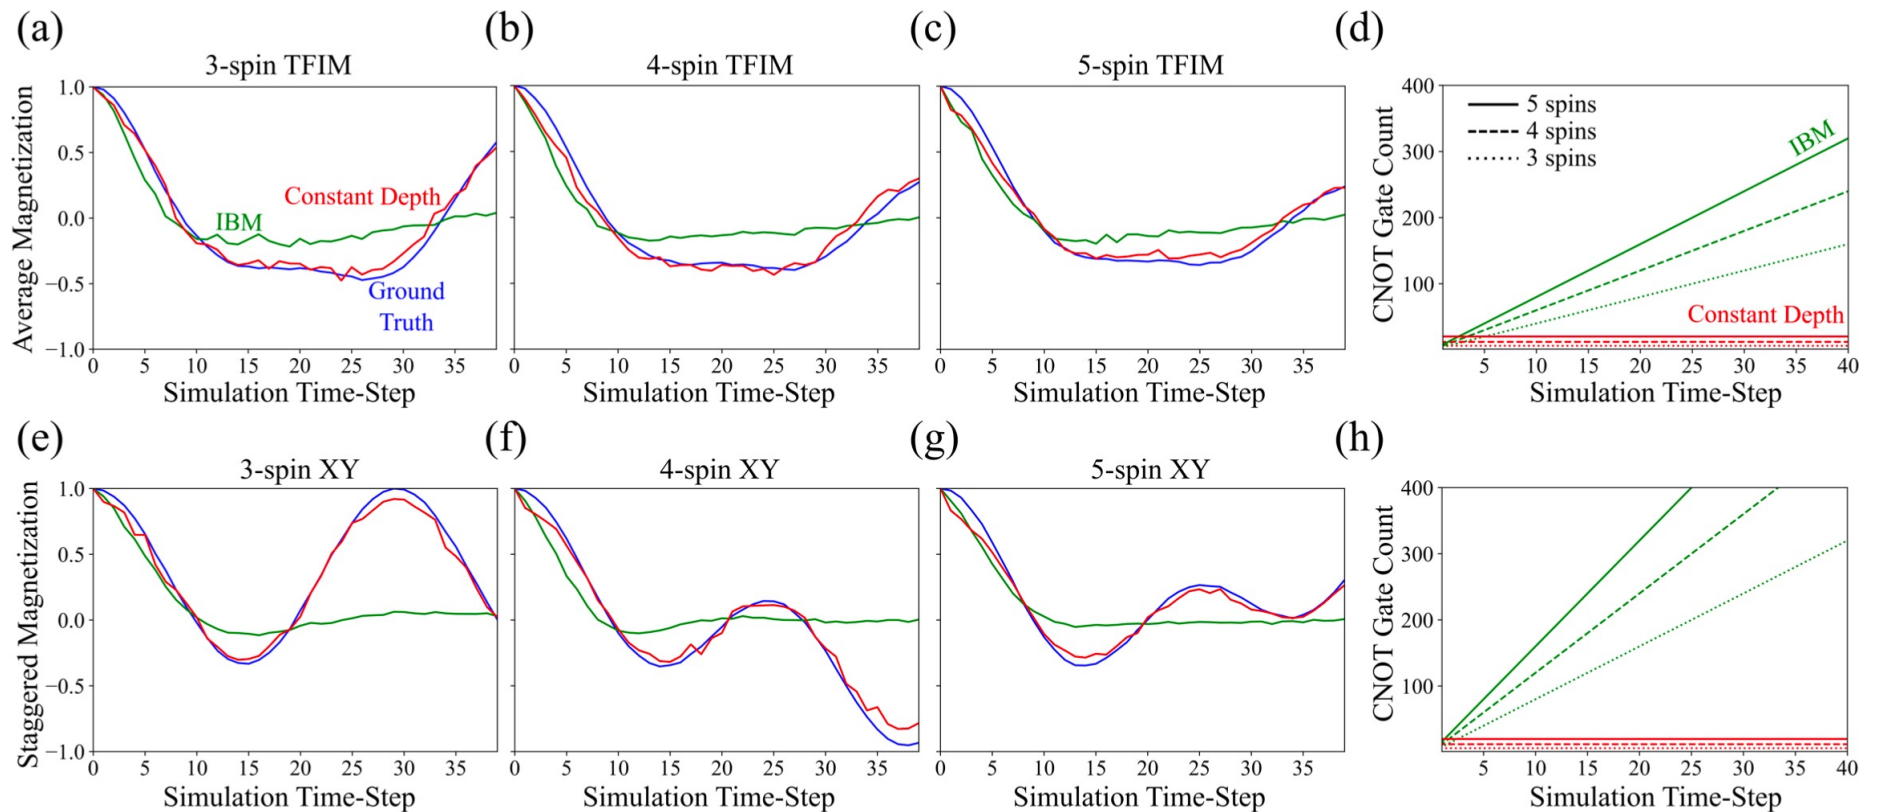 (a)
(b)
(c)
(d)
3-spin TFIM
4-spin TFIM
5-spin TFIM
Average Magnetization
1.0
0.5
0.0
−0.5
−1.0
Constant Depth
IBM
Ground
Truth
0 5 10 15 20 25 30 35
0 5 10 15 20 25 30 35
0 5 10 15 20 25 30 35
Simulation Time-Step
Simulation Time-Step
Simulation Time-Step
CNOT Gate Count
400
300
200
100
5 spins
4 spins
3 spins
IBM
Constant Depth
5 10 15 20 25 30 35 40
Simulation Time-Step
(e)
(f)
(g)
(h)
3-spin XY
4-spin XY
5-spin XY
Staggered Magnetization
1.0
0.5
0.0
−0.5
−1.0
0 5 10 15 20 25 30 35
0 5 10 15 20 25 30 35
0 5 10 15 20 25 30 35
Simulation Time-Step
Simulation Time-Step
Simulation Time-Step
CNOT Gate Count
400
300
200
100
5 10 15 20 25 30 35 40
Simulation Time-Step